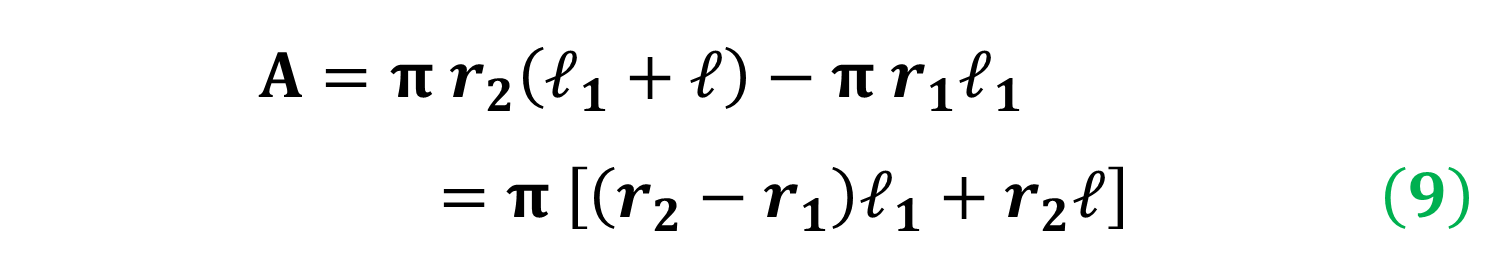 A = π r₂(ℓ₁ + ℓ) − π r₁ℓ₁
= π [(r₂ − r₁)ℓ₁ + r₂ℓ] (9)